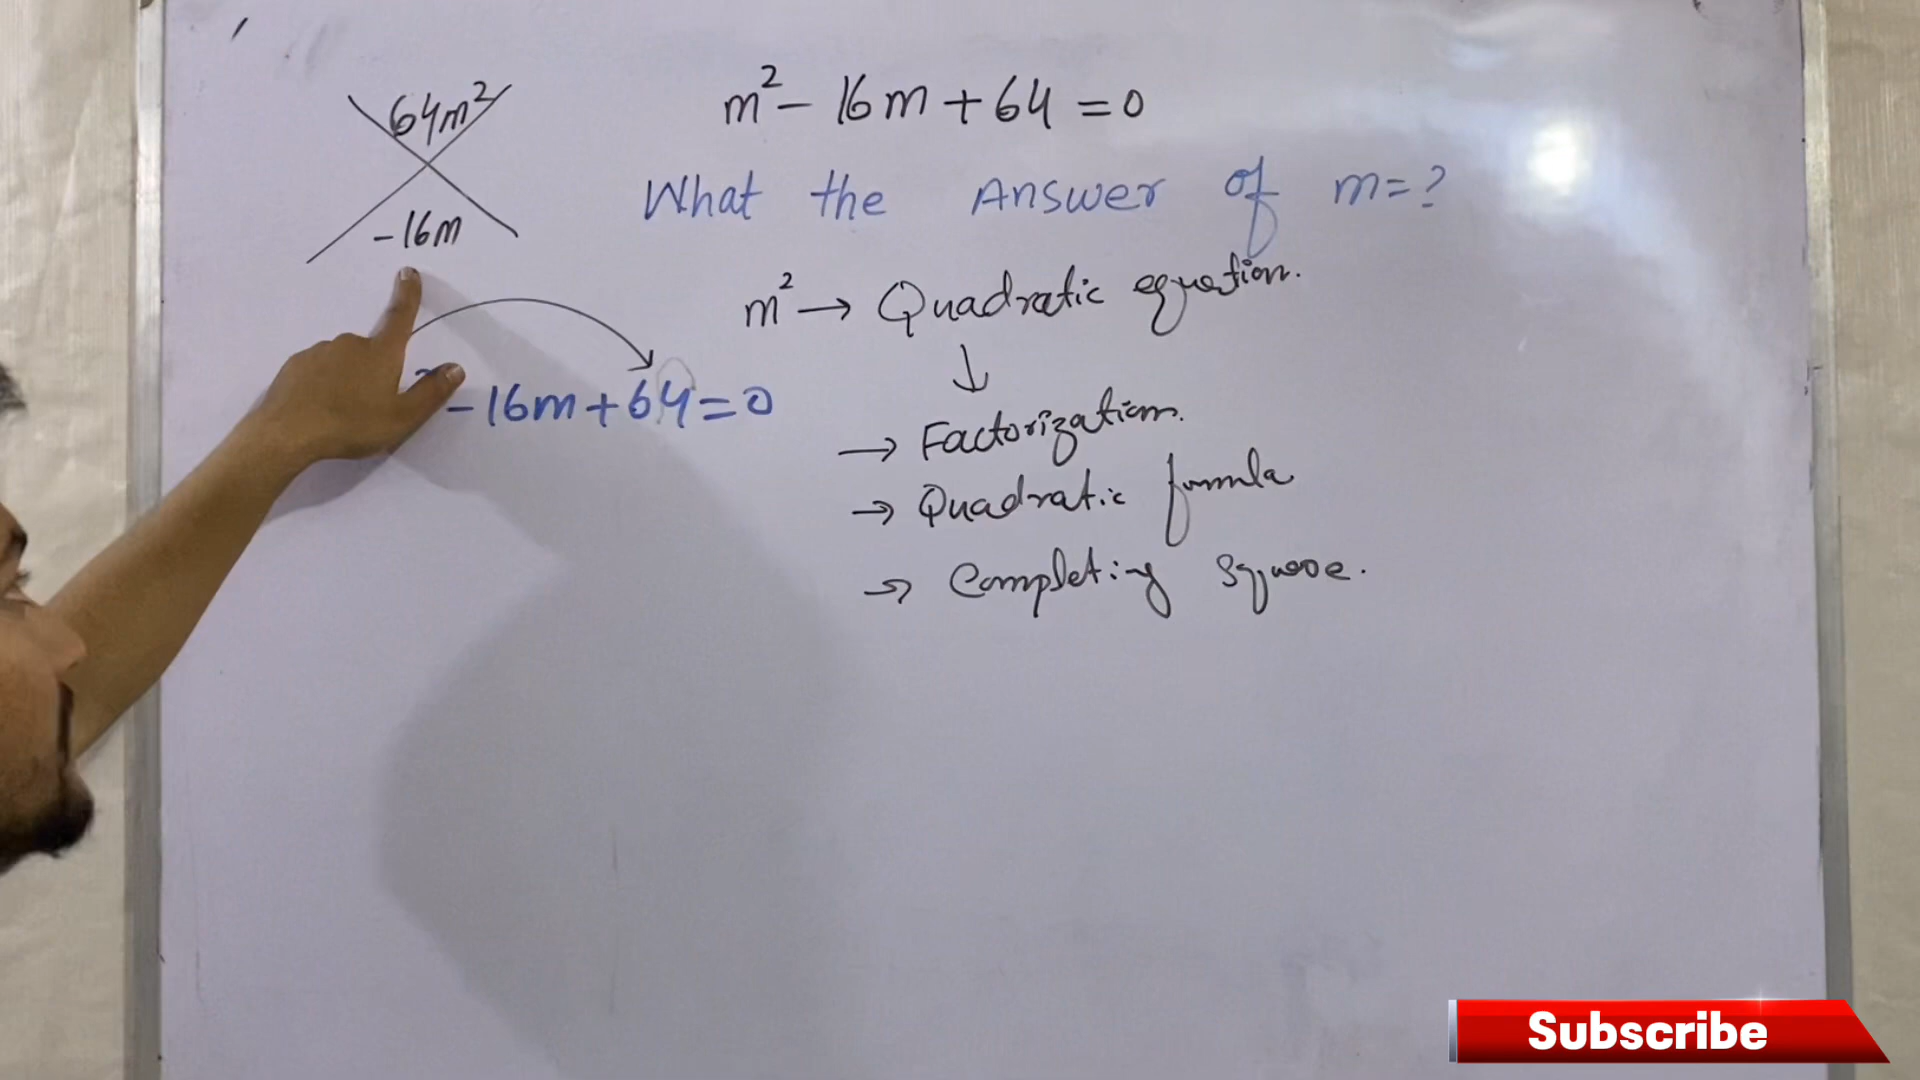 m² - 16m + 64 = 0
What the Answer of m=?
64m²
-16m
² - 16m + 64 = 0
m² → Quadratic equation.
↓
→ Factorization.
→ Quadratic formula
→ Completing square.
Subscribe